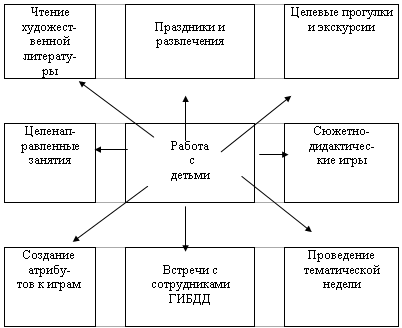 Чтение
художест-
венной
литерату-
ры
Праздники и
развлечения
Целевые прогулки
и экскурсии
Целенап-
равленные
занятия
Работа
с
детьми
Сюжетно-
дидактичес-
кие игры
Создание
атрибу-
тов к играм
Встречи с
сотрудниками
ГИБДД
Проведение
тематической
недели